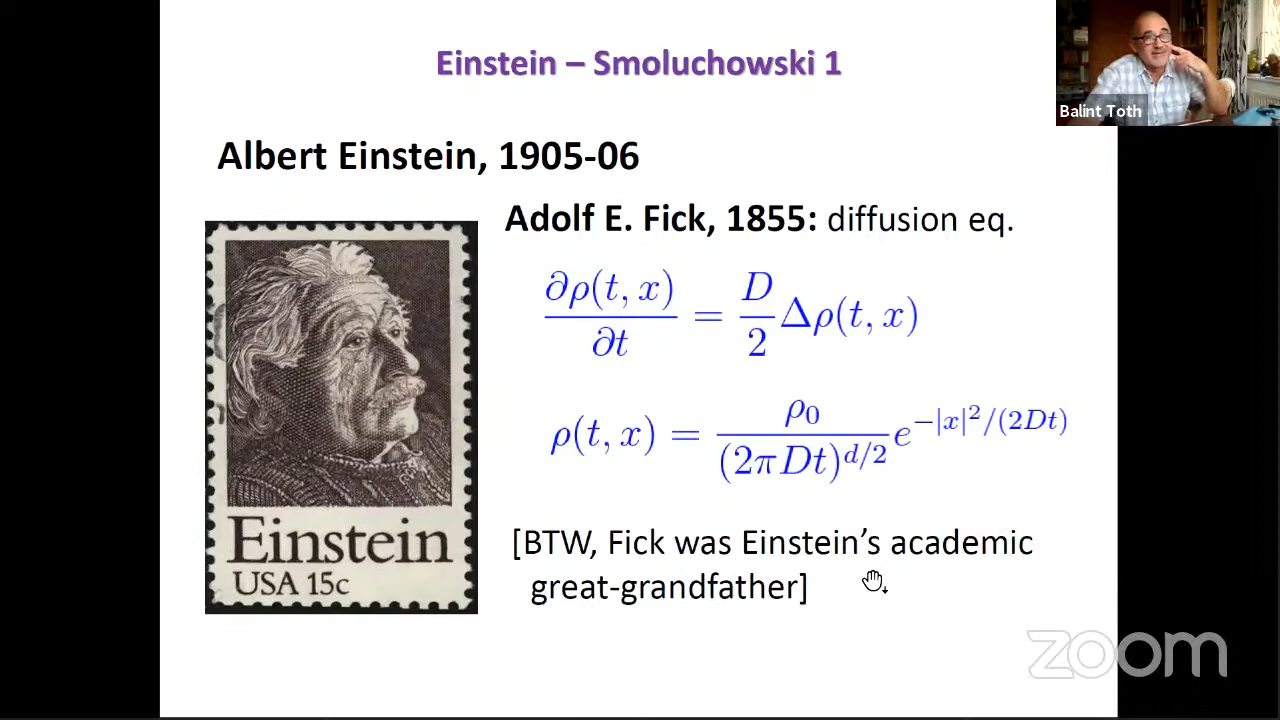 Einstein – Smoluchowski 1
Balint Toth
Albert Einstein, 1905-06
Adolf E. Fick, 1855: diffusion eq.
∂ρ(t, x)/∂t = D/2 Δρ(t, x)
ρ(t, x) = ρ₀/(2πDt)^{d/2} e^{−|x|²/(2Dt)}
Einstein
USA 15c
[BTW, Fick was Einstein’s academic
great-grandfather]
zoom